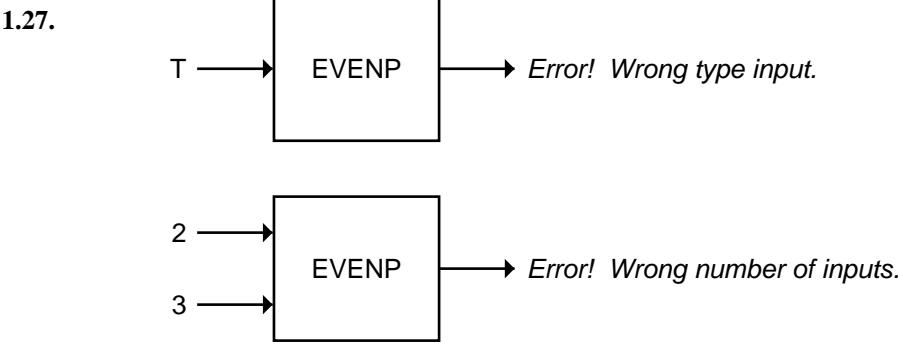 1.27.
T EVENP Error! Wrong type input.
2
EVENP Error! Wrong number of inputs.
3